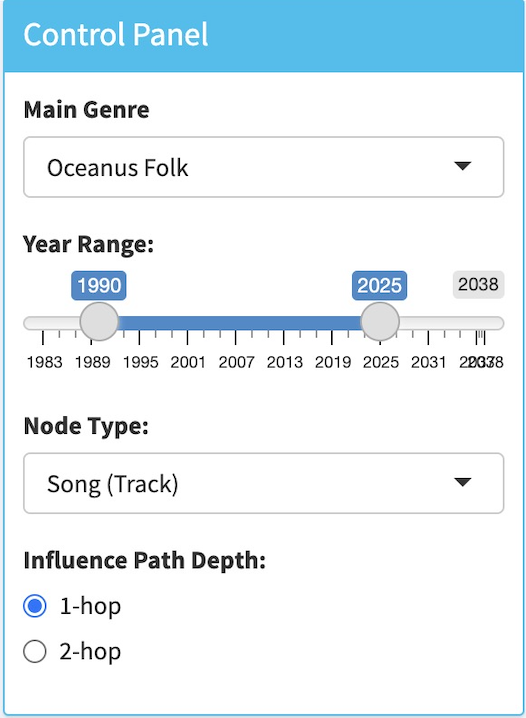 Control Panel
Main Genre
Oceanus Folk
Year Range:
1990 2025 2038
1983 1989 1995 2001 2007 2013 2019 2025 2031 2037 2038
Node Type:
Song (Track)
Influence Path Depth:
1-hop
2-hop